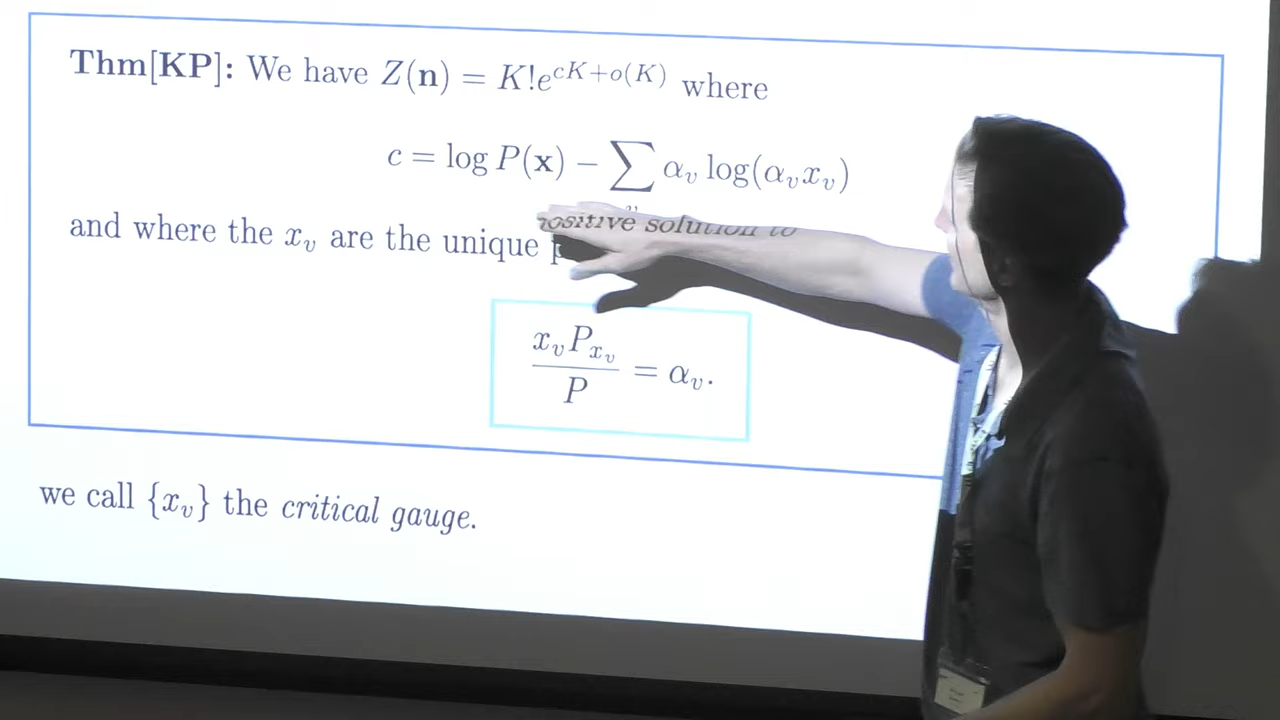 Thm[KP]: We have Z(n) = K!e^{cK+o(K)} where
c = log P(x) − ∑_v α_v log(α_v x_v)
and where the x_v are the unique positive solution to
x_v P_{x_v} / P = α_v.
we call {x_v} the critical gauge.